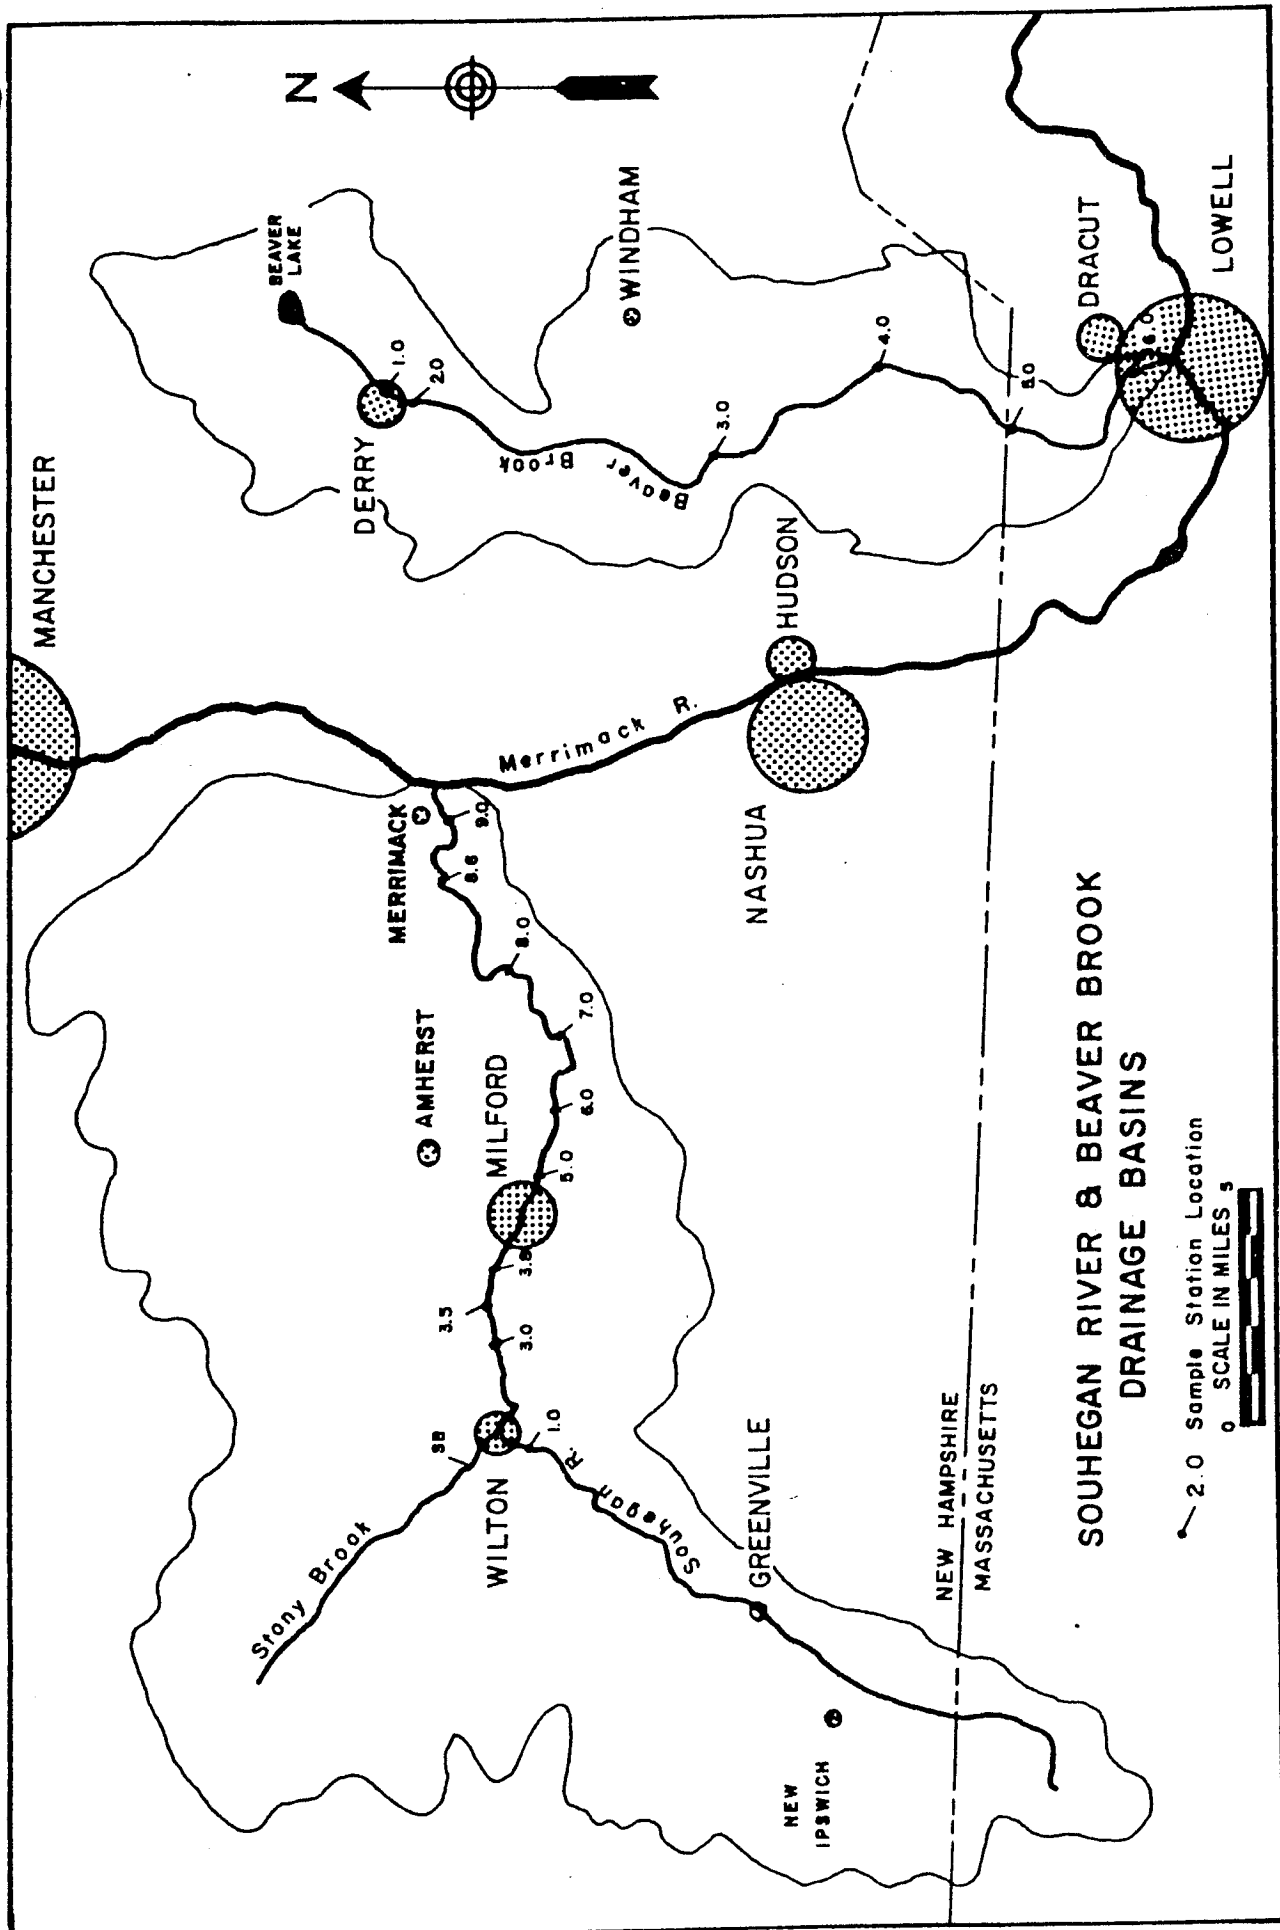 N
MANCHESTER
BEAVER
LAKE
DERRY
1.0
2.0
WINDHAM
Beaver
Brook
3.0
4.0
5.0
6.0
DRACUT
LOWELL
HUDSON
NASHUA
Merrimack R.
MERRIMACK
9.0
8.6
8.0
7.0
6.0
5.0
AMHERST
MILFORD
3.8
3.5
3.0
SB
1.0
WILTON
Stony Brook
Souhegan R.
GREENVILLE
NEW
IPSWICH
NEW HAMPSHIRE
MASSACHUSETTS
SOUHEGAN RIVER & BEAVER BROOK
DRAINAGE BASINS
2.0 Sample Station Location
0 SCALE IN MILES 5